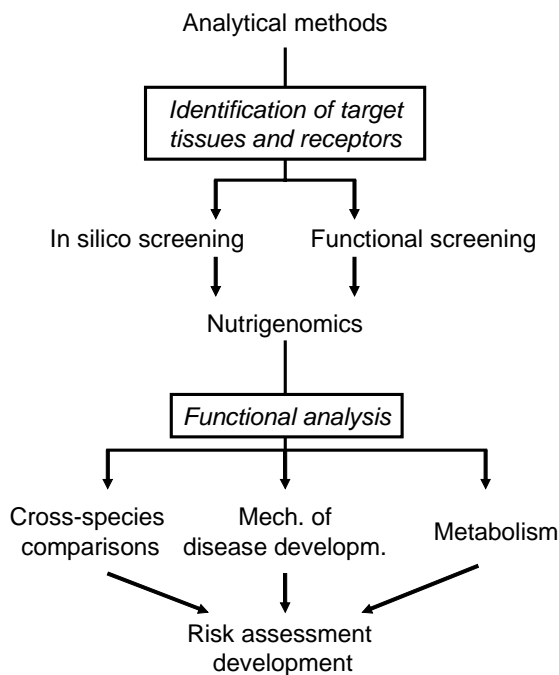 Analytical methods
Identification of target
tissues and receptors
In silico screening
Functional screening
Nutrigenomics
Functional analysis
Cross-species
comparisons
Mech. of
disease developm.
Metabolism
Risk assessment
development